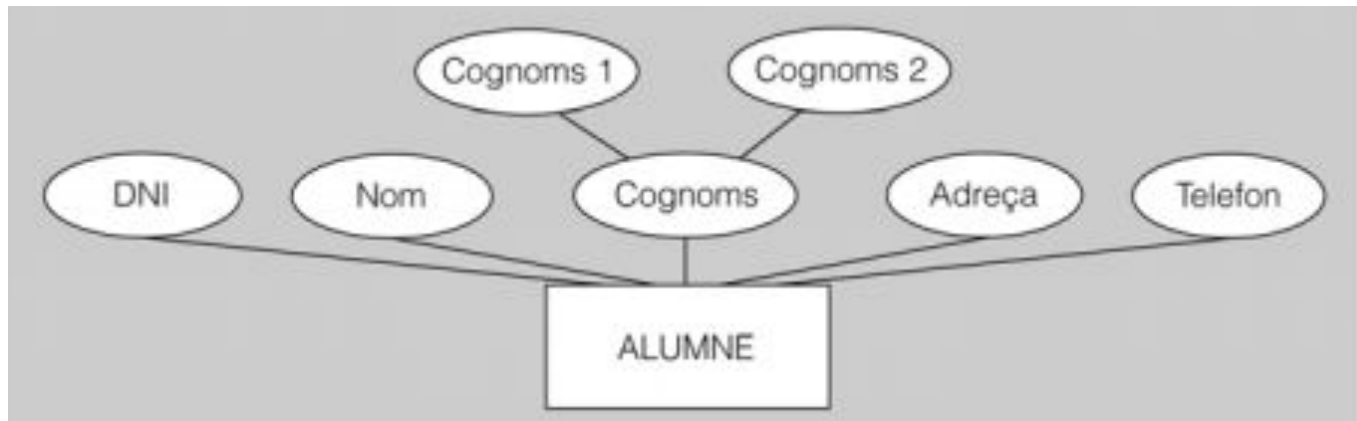 Cognoms 1
Cognoms 2
DNI
Nom
Cognoms
Adreça
Telefon
ALUMNE